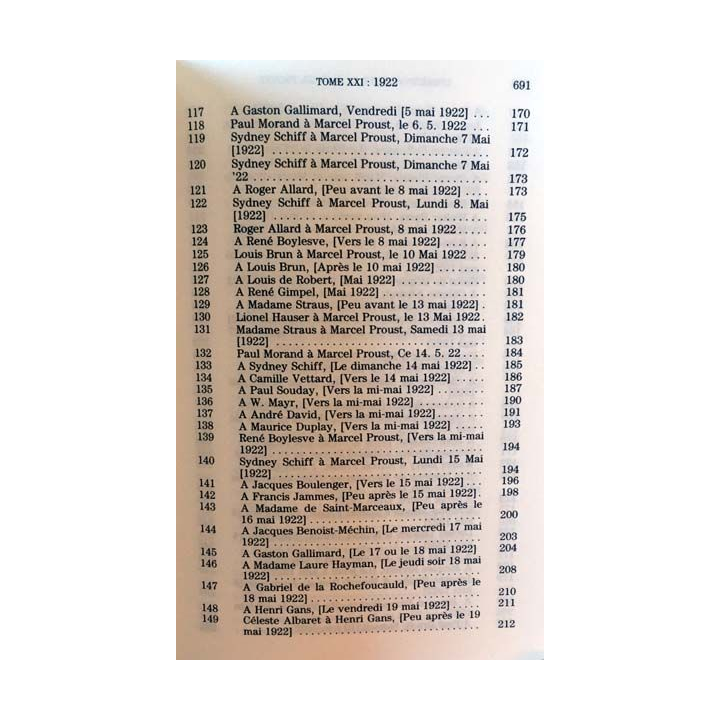 TOME XXI : 1922 691
117 A Gaston Gallimard, Vendredi [5 mai 1922] ... 170
118 Paul Morand à Marcel Proust, le 6. 5. 1922 ... 171
119 Sydney Schiff à Marcel Proust, Dimanche 7 Mai
[1922] ........................................ 172
120 Sydney Schiff à Marcel Proust, Dimanche 7 Mai
'22 ........................................ 173
121 A Roger Allard, [Peu avant le 8 mai 1922] .... 173
122 Sydney Schiff à Marcel Proust, Lundi 8. Mai
[1922] ........................................ 175
123 Roger Allard à Marcel Proust, 8 mai 1922 ..... 176
124 A René Boylesve, [Vers le 8 mai 1922] ....... 177
125 Louis Brun à Marcel Proust, le 10 Mai 1922 ... 179
126 A Louis Brun, [Après le 10 mai 1922] ........ 180
127 A Louis de Robert, [Mai 1922] ............. 180
128 A René Gimpel, [Mai 1922] ................ 181
129 A Madame Straus, [Peu avant le 13 mai 1922] . 181
130 Lionel Hauser à Marcel Proust, le 13 Mai 1922 . 182
131 Madame Straus à Marcel Proust, Samedi 13 mai
[1922] ........................................ 183
132 Paul Morand à Marcel Proust, Ce 14. 5. 22 .... 184
133 A Sydney Schiff, [Le dimanche 14 mai 1922] .. 185
134 A Camille Vettard, [Vers le 14 mai 1922] ..... 186
135 A Paul Souday, [Vers la mi-mai 1922] ........ 187
136 A W. Mayr, [Vers la mi-mai 1922] .......... 190
137 A André David, [Vers la mi-mai 1922] ........ 191
138 A Maurice Duplay, [Vers la mi-mai 1922] ..... 193
139 René Boylesve à Marcel Proust, [Vers la mi-mai
1922] ........................................ 194
140 Sydney Schiff à Marcel Proust, Lundi 15 Mai
[1922] ........................................ 194
141 A Jacques Boulenger, [Vers le 15 mai 1922] ... 196
142 A Francis Jammes, [Peu après le 15 mai 1922] . 198
143 A Madame de Saint-Marceaux, [Peu après le
16 mai 1922] ................................ 200
144 A Jacques Benoist-Méchin, [Le mercredi 17 mai
1922] ........................................ 203
145 A Gaston Gallimard, [Le 17 ou le 18 mai 1922] 204
146 A Madame Laure Hayman, [Le jeudi soir 18 mai
1922] ........................................ 208
147 A Gabriel de la Rochefoucauld, [Peu après le
18 mai 1922] ................................ 210
148 A Henri Gans, [Le vendredi 19 mai 1922] ..... 211
149 Céleste Albaret à Henri Gans, [Peu après le 19
mai 1922] ................................... 212